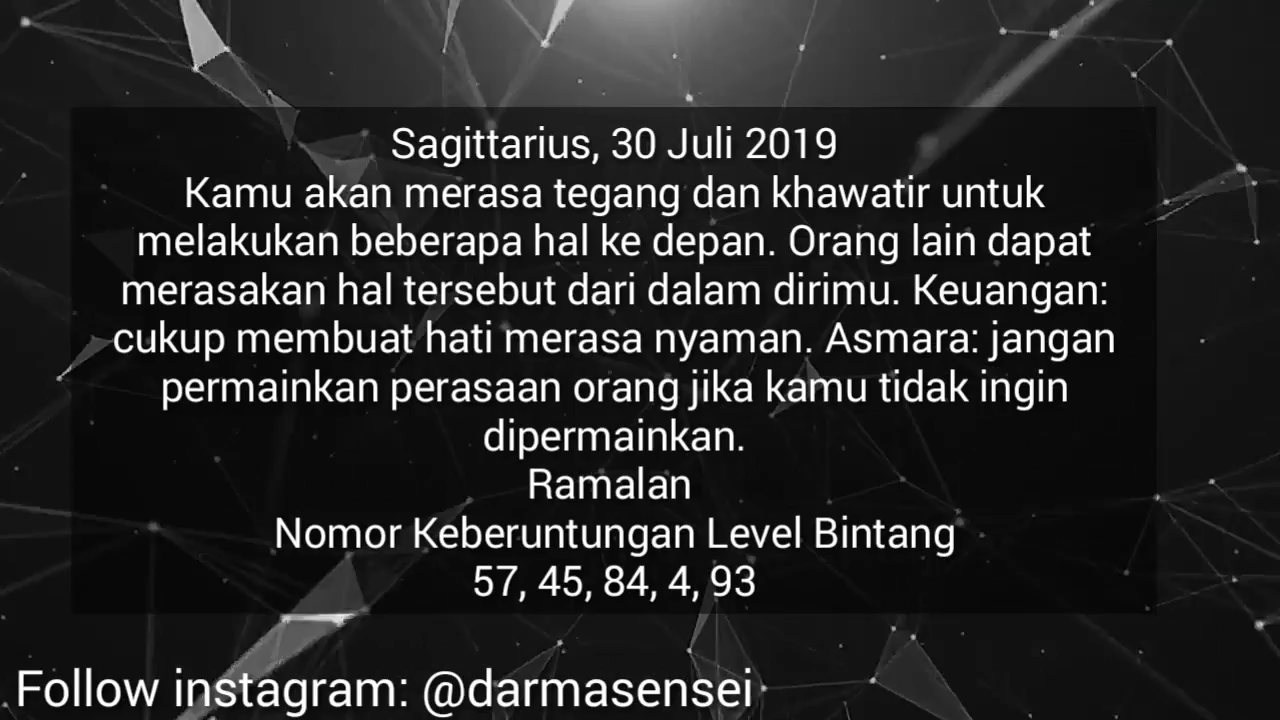 Sagittarius, 30 Juli 2019
Kamu akan merasa tegang dan khawatir untuk
melakukan beberapa hal ke depan. Orang lain dapat
merasakan hal tersebut dari dalam dirimu. Keuangan:
cukup membuat hati merasa nyaman. Asmara: jangan
permainkan perasaan orang jika kamu tidak ingin
dipermainkan.
Ramalan
Nomor Keberuntungan Level Bintang
57, 45, 84, 4, 93
Follow instagram: @darmasensei